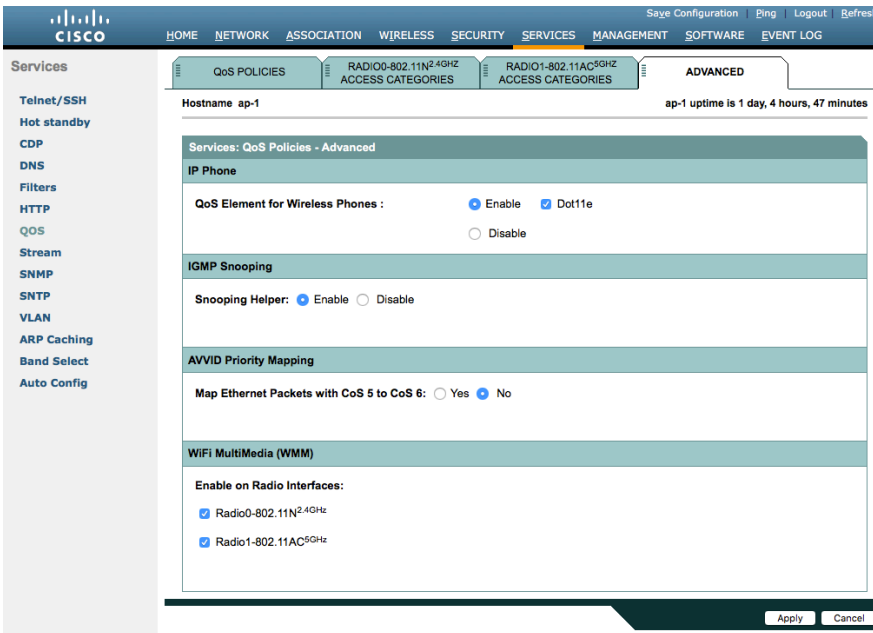 Save Configuration | Ping | Logout | Refres
CISCO
HOME NETWORK ASSOCIATION WIRELESS SECURITY SERVICES MANAGEMENT SOFTWARE EVENT LOG
Services
Telnet/SSH
Hot standby
CDP
DNS
Filters
HTTP
QOS
Stream
SNMP
SNTP
VLAN
ARP Caching
Band Select
Auto Config
QoS POLICIES
RADIO0-802.11N2.4GHZ
ACCESS CATEGORIES
RADIO1-802.11AC5GHZ
ACCESS CATEGORIES
ADVANCED
Hostname ap-1
ap-1 uptime is 1 day, 4 hours, 47 minutes
Services: QoS Policies - Advanced
IP Phone
QoS Element for Wireless Phones : Enable Dot11e
Disable
IGMP Snooping
Snooping Helper: Enable Disable
AVVID Priority Mapping
Map Ethernet Packets with CoS 5 to CoS 6: Yes No
WiFi MultiMedia (WMM)
Enable on Radio Interfaces:
Radio0-802.11N2.4GHz
Radio1-802.11AC5GHz
Apply Cancel